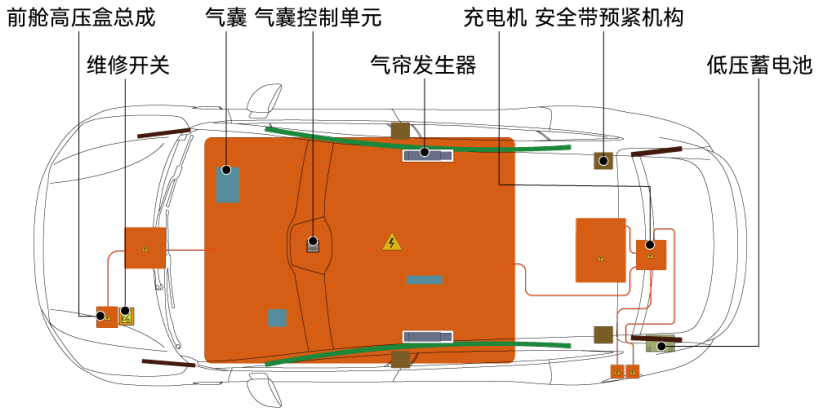 前舱高压盒总成
气囊
气囊控制单元
充电机
安全带预紧机构
维修开关
气帘发生器
低压蓄电池